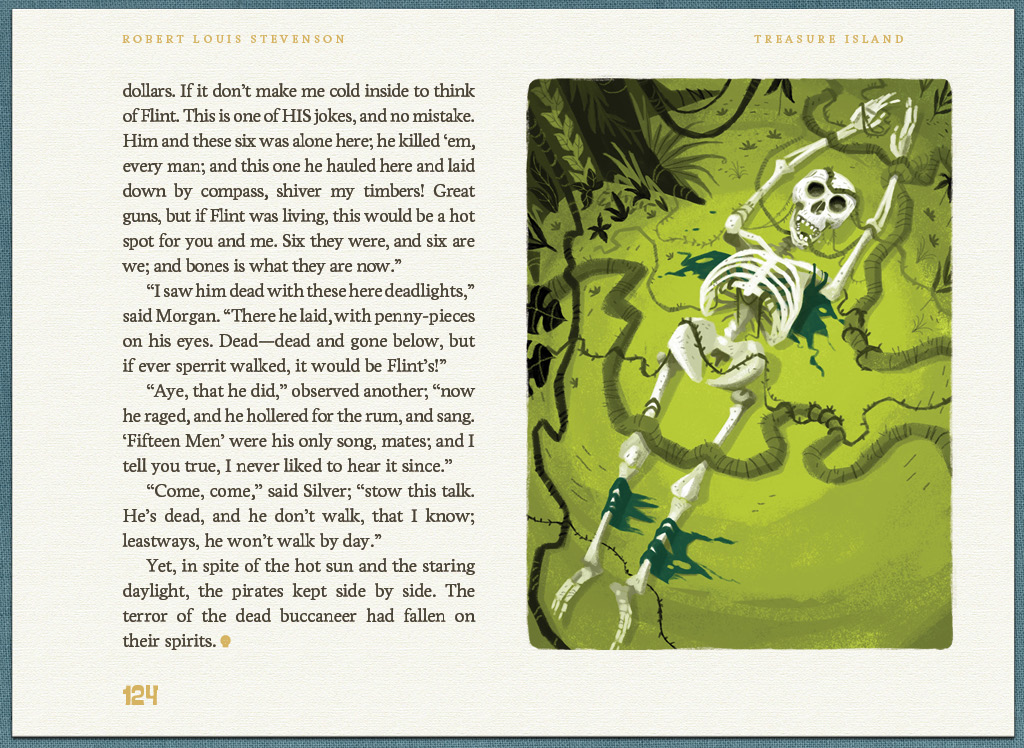 ROBERT LOUIS STEVENSON
TREASURE ISLAND
dollars. If it don’t make me cold inside to think
of Flint. This is one of HIS jokes, and no mistake.
Him and these six was alone here; he killed ‘em,
every man; and this one he hauled here and laid
down by compass, shiver my timbers! Great
guns, but if Flint was living, this would be a hot
spot for you and me. Six they were, and six are
we; and bones is what they are now.”
“I saw him dead with these here deadlights,”
said Morgan. “There he laid, with penny-pieces
on his eyes. Dead—dead and gone below, but
if ever sperrit walked, it would be Flint’s!”
“Aye, that he did,” observed another; “now
he raged, and he hollered for the rum, and sang.
‘Fifteen Men’ were his only song, mates; and I
tell you true, I never liked to hear it since.”
“Come, come,” said Silver; “stow this talk.
He’s dead, and he don’t walk, that I know;
leastways, he won’t walk by day.”
Yet, in spite of the hot sun and the staring
daylight, the pirates kept side by side. The
terror of the dead buccaneer had fallen on
their spirits.
124